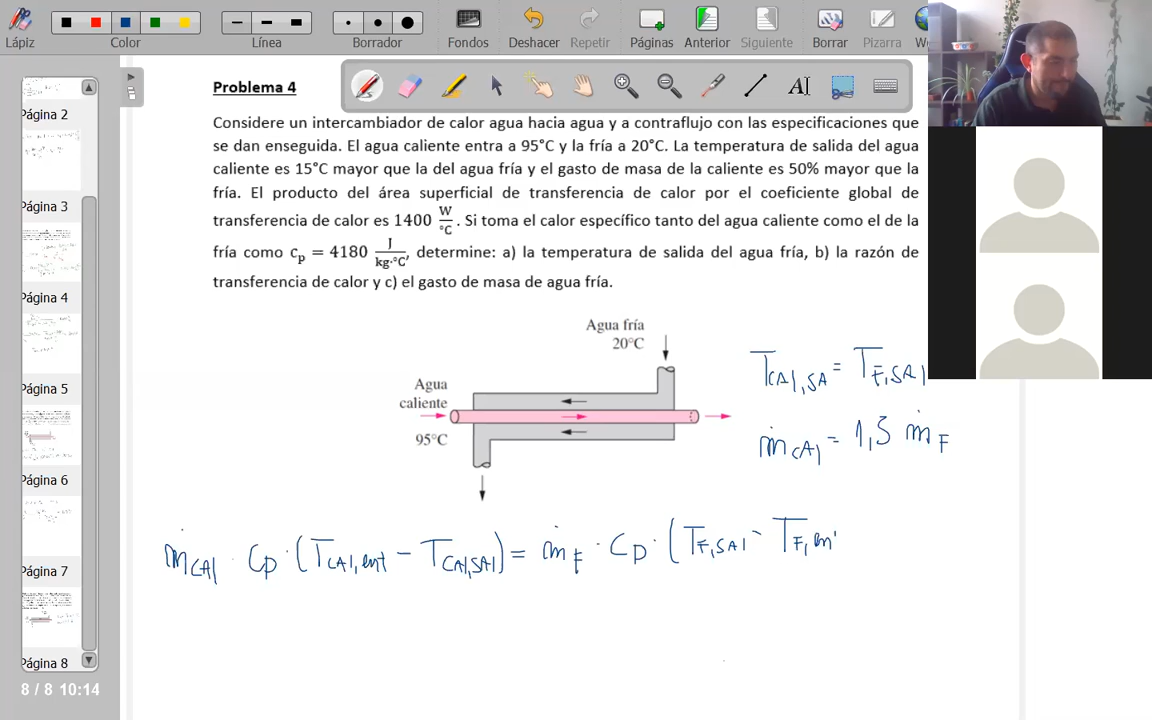 Lápiz
Color
Línea
Borrador
Fondos
Deshacer
Repetir
Páginas
Anterior
Siguiente
Borrar
Pizarra
Página 2
Página 3
Página 4
Página 5
Página 6
Página 7
Página 8
8 / 8 10:14
Problema 4
Considere un intercambiador de calor agua hacia agua y a contraflujo con las especificaciones que
se dan enseguida. El agua caliente entra a 95°C y la fría a 20°C. La temperatura de salida del agua
caliente es 15°C mayor que la del agua fría y el gasto de masa de la caliente es 50% mayor que la
fría. El producto del área superficial de transferencia de calor por el coeficiente global de
transferencia de calor es 1400 W/°C. Si toma el calor específico tanto del agua caliente como el de la
fría como cp = 4180 J/kg·°C, determine: a) la temperatura de salida del agua fría, b) la razón de
transferencia de calor y c) el gasto de masa de agua fría.
Agua fría
20°C
Agua
caliente
95°C
T_CAl,SA = T_F,SAl
ṁ_CAl = 1,5 ṁ_F
ṁ_CAl · Cp · (T_CAl,ent − T_CAl,SAl) = ṁ_F · Cp · (T_F,SAl − T_F,en